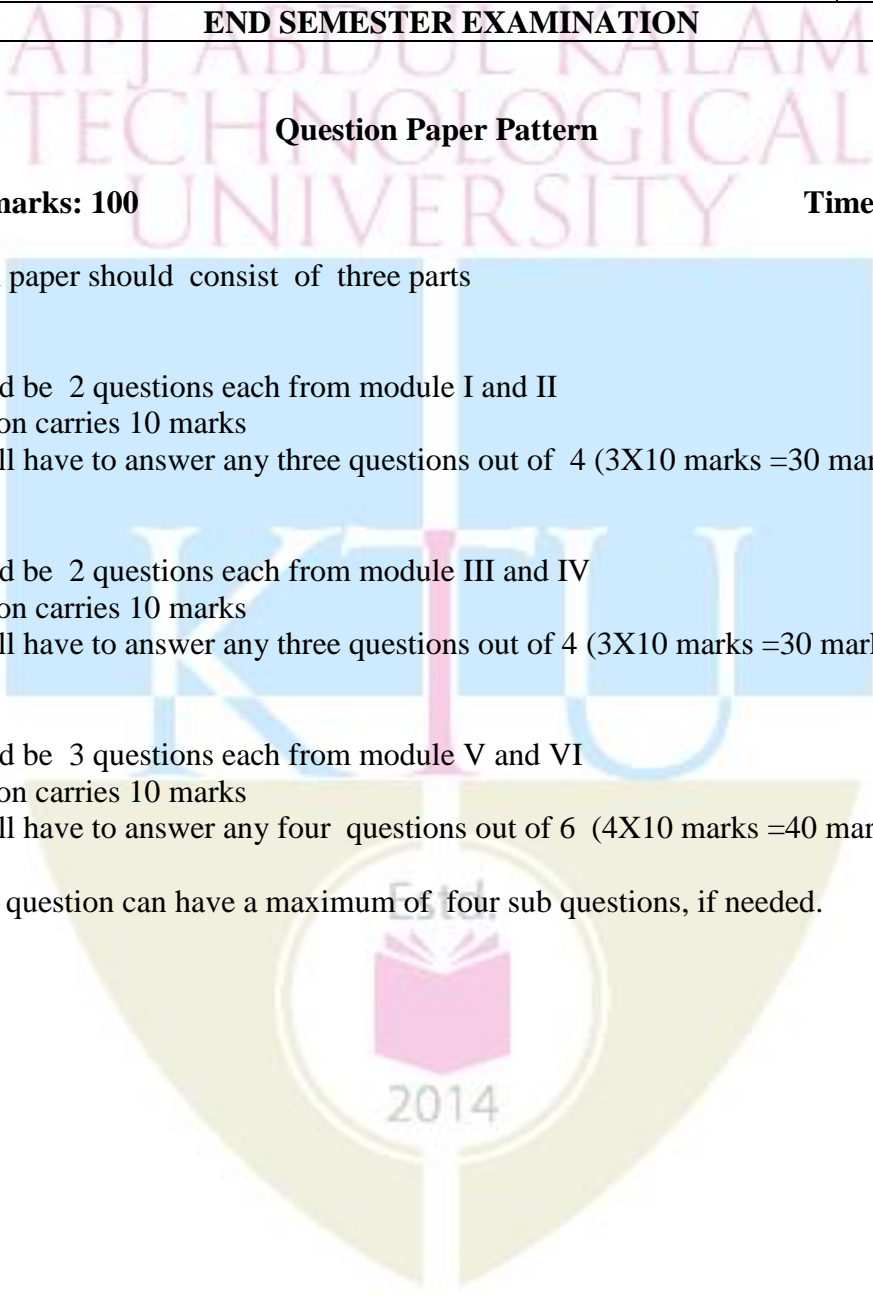 END SEMESTER EXAMINATION
APJ ABDUL KALAM
TECHNOLOGICAL
UNIVERSITY
Question Paper Pattern
marks: 100 Time
paper should consist of three parts
d be 2 questions each from module I and II
on carries 10 marks
ll have to answer any three questions out of 4 (3X10 marks =30 mar
d be 2 questions each from module III and IV
on carries 10 marks
ll have to answer any three questions out of 4 (3X10 marks =30 mar
KTU
d be 3 questions each from module V and VI
on carries 10 marks
ll have to answer any four questions out of 6 (4X10 marks =40 mar
question can have a maximum of four sub questions, if needed.
Estd.
2014